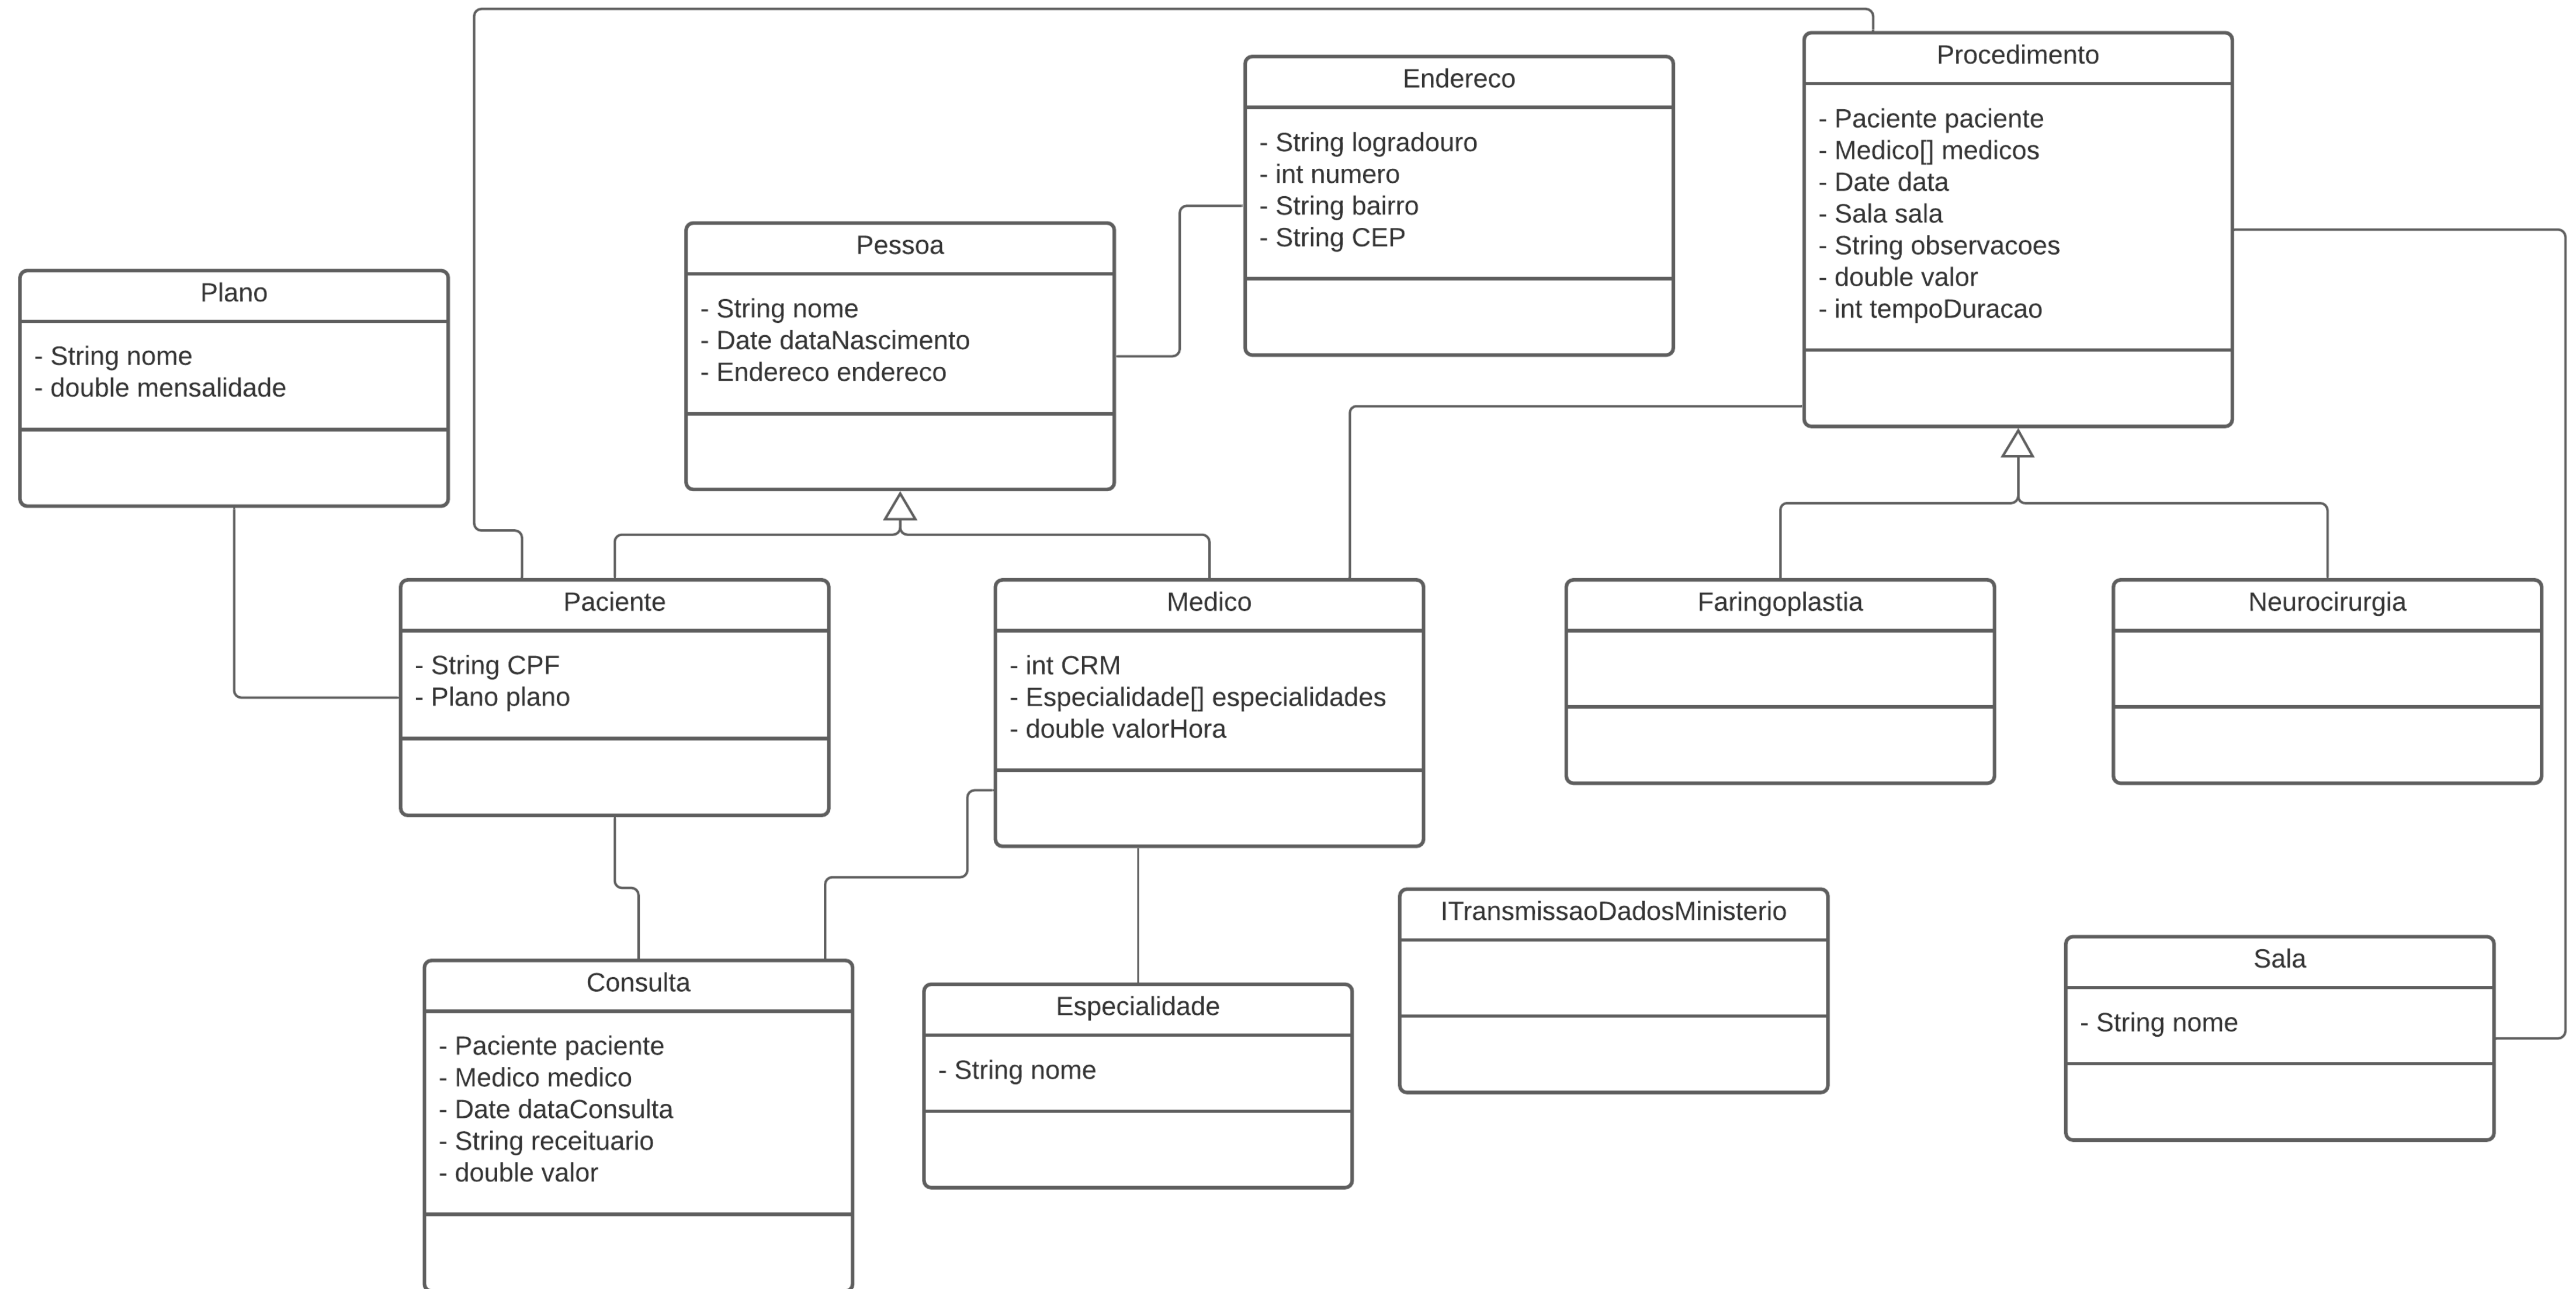 Procedimento
- Paciente paciente
- Medico[] medicos
- Date data
- Sala sala
- String observacoes
- double valor
- int tempoDuracao
Endereco
- String logradouro
- int numero
- String bairro
- String CEP
Pessoa
- String nome
- Date dataNascimento
- Endereco endereco
Plano
- String nome
- double mensalidade
Paciente
- String CPF
- Plano plano
Medico
- int CRM
- Especialidade[] especialidades
- double valorHora
Faringoplastia
Neurocirurgia
ITransmissaoDadosMinisterio
Sala
- String nome
Consulta
- Paciente paciente
- Medico medico
- Date dataConsulta
- String receituario
- double valor
Especialidade
- String nome